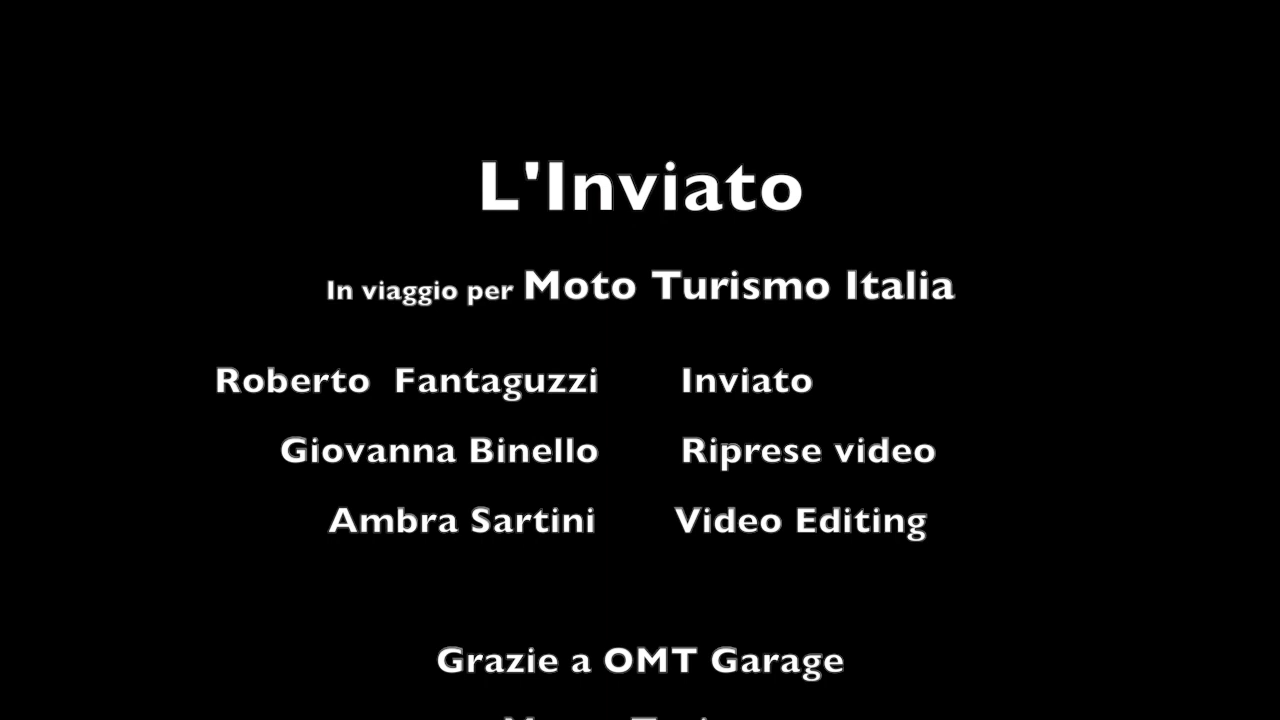 L'Inviato
In viaggio per Moto Turismo Italia
Roberto Fantaguzzi Inviato
Giovanna Binello Riprese video
Ambra Sartini Video Editing
Grazie a OMT Garage